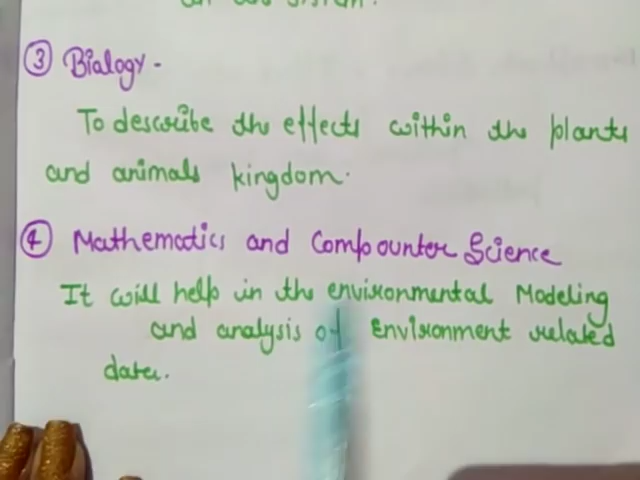 ③ Bialogy -
To describe the effects within the plants
and animals kingdom.
④ Mathematics and Compounter Science
It will help in the environmental Modeling
and analysis of Environment related
data.